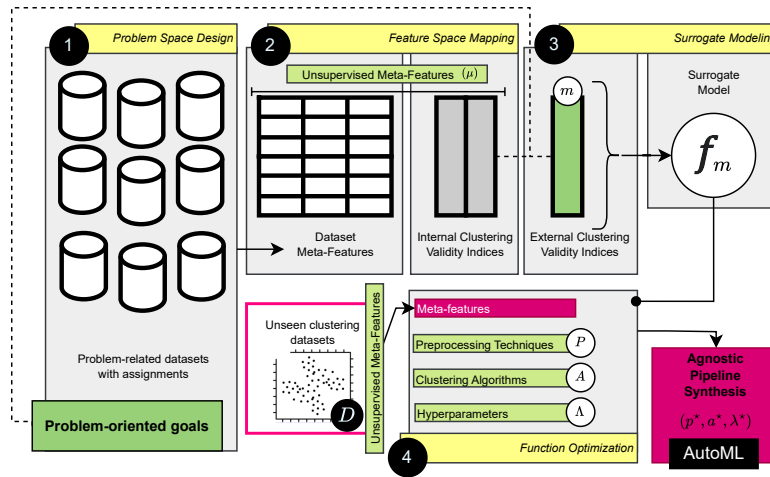 1
Problem Space Design
2
Feature Space Mapping
3
Surrogate Modeling
Unsupervised Meta-Features (μ)
m
Surrogate
Model
f_m
Dataset
Meta-Features
Internal Clustering
Validity Indices
External Clustering
Validity Indices
Problem-related datasets
with assignments
Problem-oriented goals
Unseen clustering
datasets
D
Unsupervised Meta-Features
Meta-features
Preprocessing Techniques
P
Clustering Algorithms
A
Hyperparameters
Λ
4
Function Optimization
Agnostic
Pipeline
Synthesis
(p*, a*, λ*)
AutoML